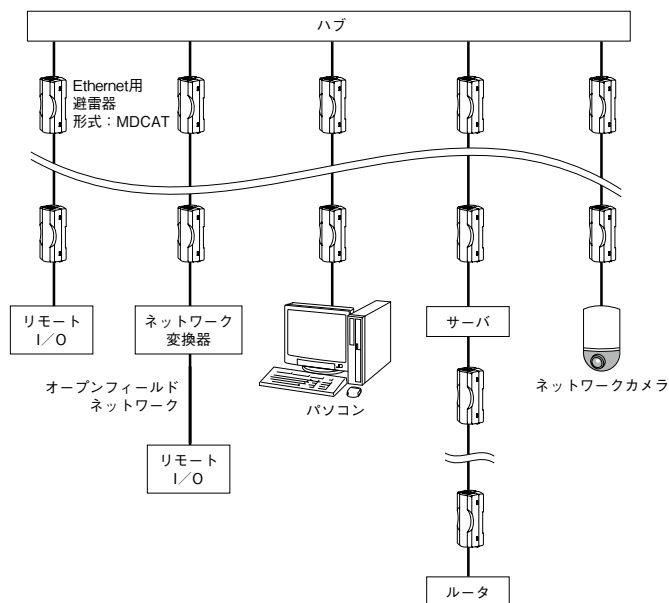 ハブ
Ethernet用
避雷器
形式：MDCAT
リモート
I／O
ネットワーク
変換器
サーバ
ネットワークカメラ
パソコン
オープンフィールド
ネットワーク
リモート
I／O
ルータ